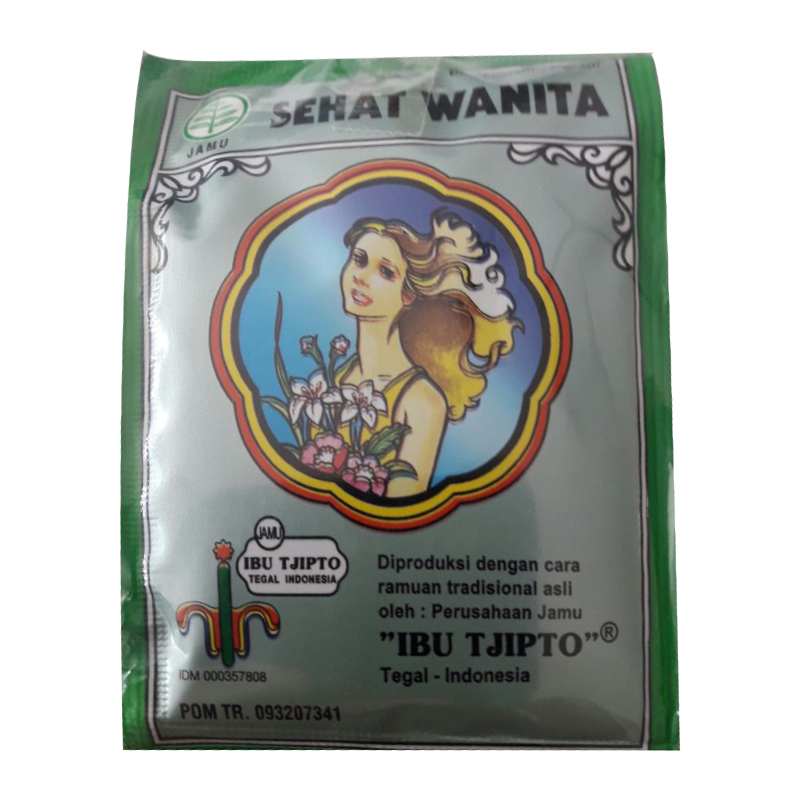 SEHAT WANITA
JAMU
JAMU
IBU TJIPTO
TEGAL INDONESIA
IDM 000357808
Diproduksi dengan cara
ramuan tradisional asli
oleh : Perusahaan Jamu
"IBU TJIPTO"®
Tegal - Indonesia
POM TR. 093207341